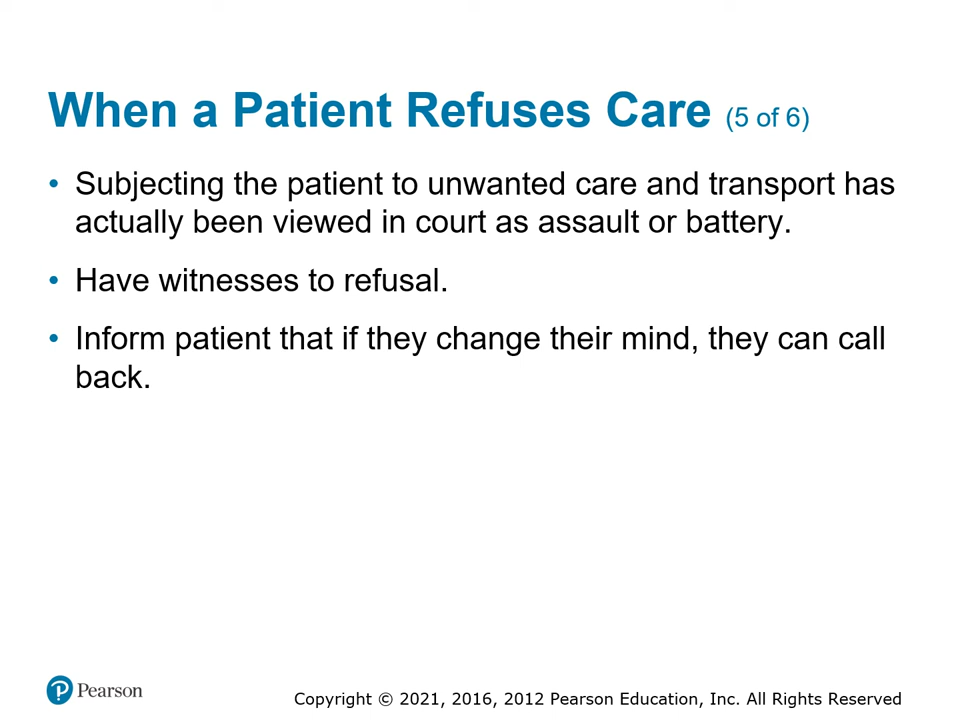 When a Patient Refuses Care (5 of 6)
• Subjecting the patient to unwanted care and transport has
actually been viewed in court as assault or battery.
• Have witnesses to refusal.
• Inform patient that if they change their mind, they can call
back.
Pearson
Copyright © 2021, 2016, 2012 Pearson Education, Inc. All Rights Reserved